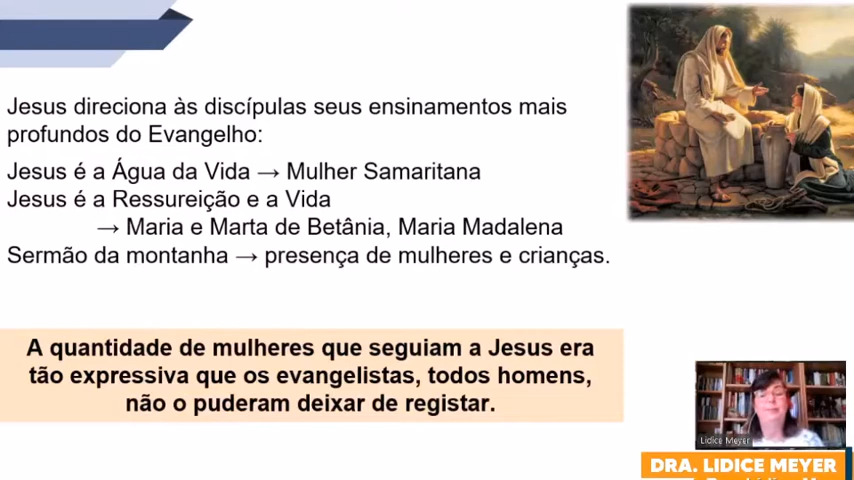 Jesus direciona às discípulas seus ensinamentos mais
profundos do Evangelho:
Jesus é a Água da Vida → Mulher Samaritana
Jesus é a Ressureição e a Vida
→ Maria e Marta de Betânia, Maria Madalena
Sermão da montanha → presença de mulheres e crianças.
A quantidade de mulheres que seguiam a Jesus era
tão expressiva que os evangelistas, todos homens,
não o puderam deixar de registar.
Lidice Meyer
DRA. LIDICE MEYER